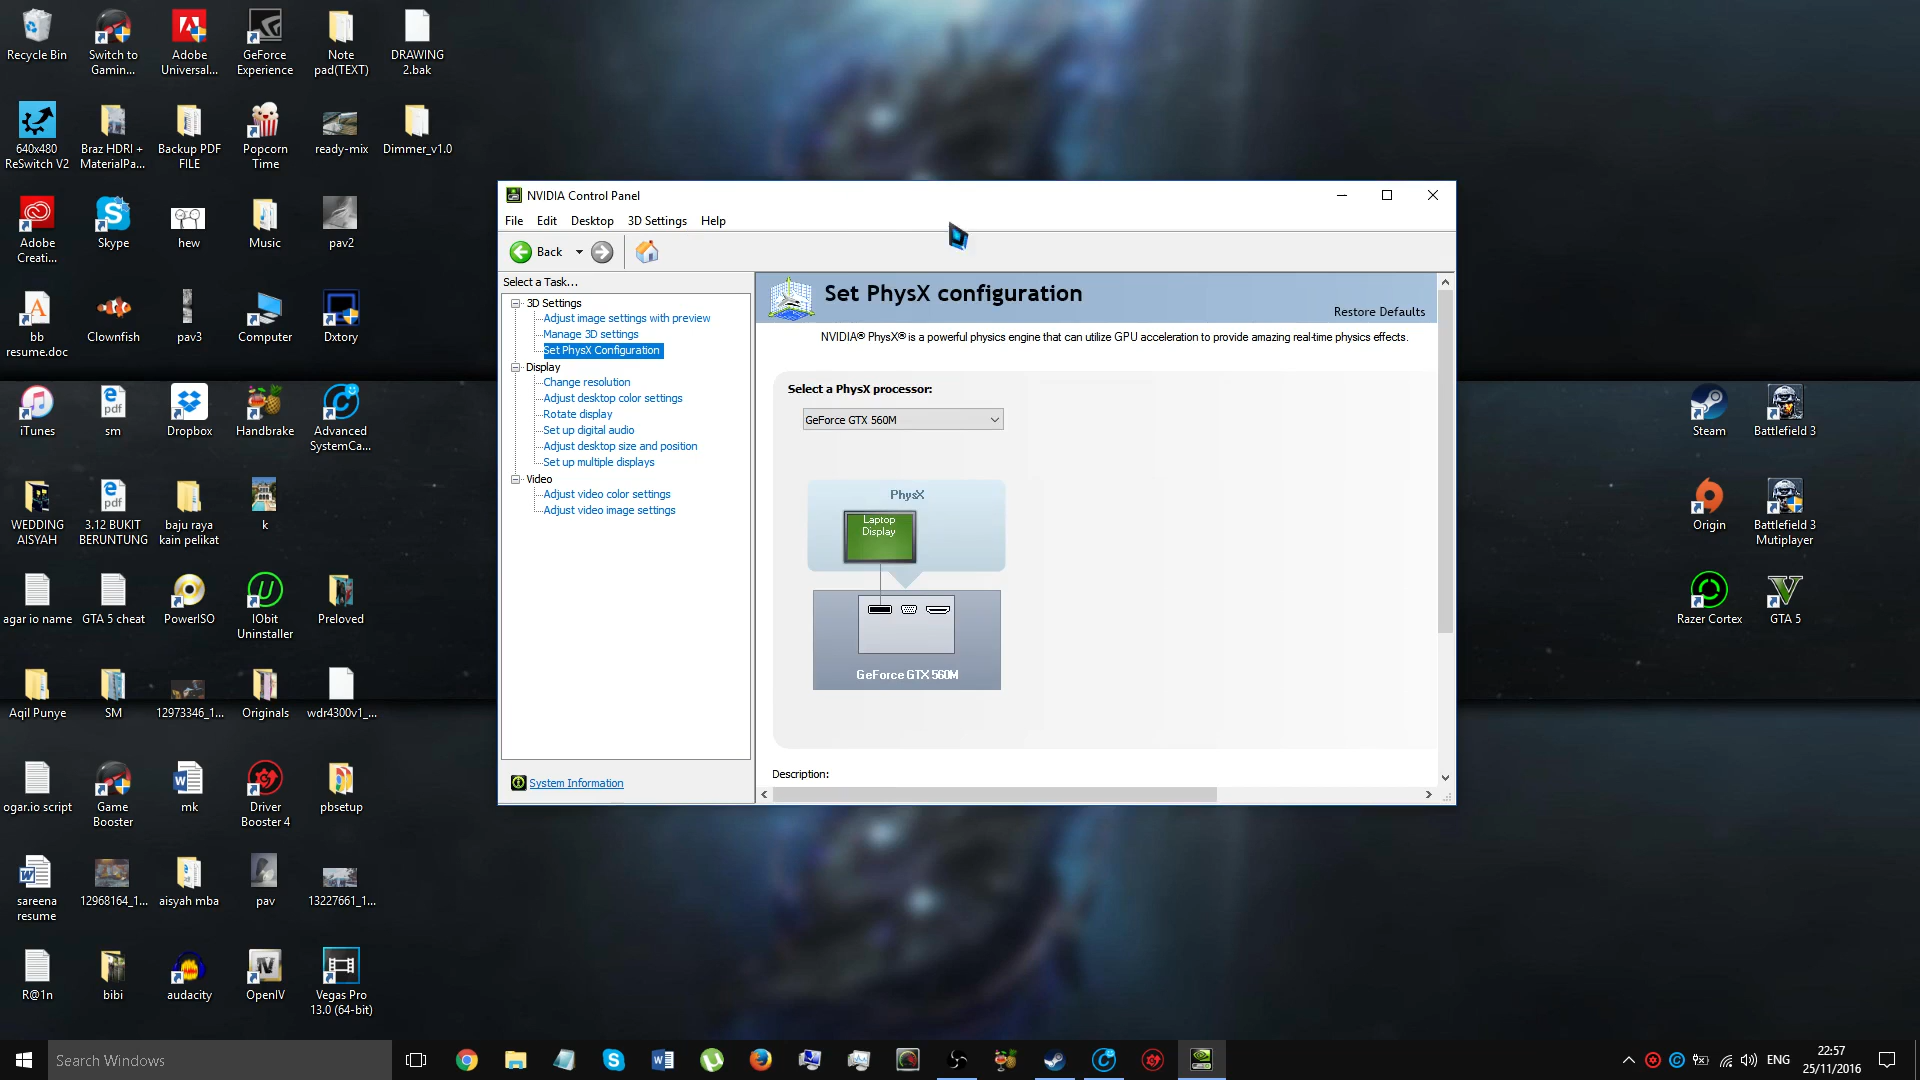 Recycle Bin
Switch to
Gamin...
Adobe
Universal...
GeForce
Experience
Note
pad(TEXT)
DRAWING
2.bak
640x480
ReSwitch V2
Braz HDRI +
MaterialPa...
Backup PDF
FILE
Popcorn
Time
ready-mix
Dimmer_v1.0
Adobe
Creati...
Skype
hew
Music
pav2
bb
resume.doc
Clownfish
pav3
Computer
Dxtory
iTunes
sm
Dropbox
Handbrake
Advanced
SystemCa...
WEDDING
AISYAH
3.12 BUKIT
BERUNTUNG
baju raya
kain pelikat
k
agar io name
GTA 5 cheat
PowerISO
IObit
Uninstaller
Preloved
Aqil Punye
SM
12973346_1...
Originals
wdr4300v1_...
ogar.io script
Game
Booster
mk
Driver
Booster 4
pbsetup
sareena
resume
12968164_1...
aisyah mba
pav
13227661_1...
R@1n
bibi
audacity
OpenIV
Vegas Pro
13.0 (64-bit)
NVIDIA Control Panel
File Edit Desktop 3D Settings Help
Back
Select a Task...
3D Settings
Adjust image settings with preview
Manage 3D settings
Set PhysX Configuration
Display
Change resolution
Adjust desktop color settings
Rotate display
Set up digital audio
Adjust desktop size and position
Set up multiple displays
Video
Adjust video color settings
Adjust video image settings
System Information
Set PhysX configuration
Restore Defaults
NVIDIA® PhysX® is a powerful physics engine that can utilize GPU acceleration to provide amazing real-time physics effects.
Select a PhysX processor:
GeForce GTX 560M
PhysX
Laptop
Display
GeForce GTX 560M
Description:
Steam
Battlefield 3
Origin
Battlefield 3
Mutiplayer
Razer Cortex
GTA 5
Search Windows
ENG
22:57
25/11/2016